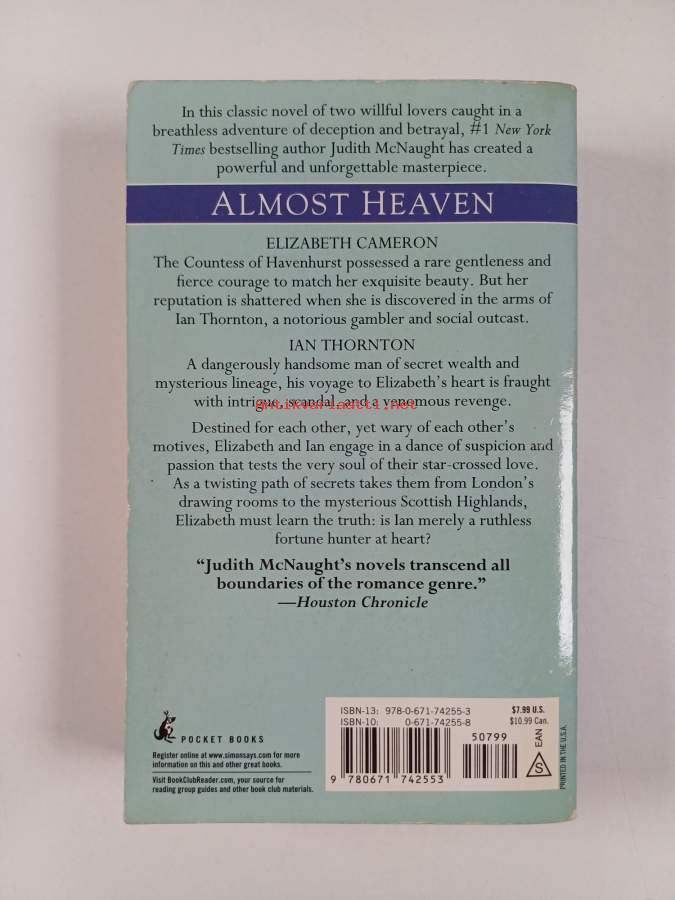 In this classic novel of two willful lovers caught in a
breathless adventure of deception and betrayal, #1 New York
Times bestselling author Judith McNaught has created a
powerful and unforgettable masterpiece.
ALMOST HEAVEN
ELIZABETH CAMERON
The Countess of Havenhurst possessed a rare gentleness and
fierce courage to match her exquisite beauty. But her
reputation is shattered when she is discovered in the arms of
Ian Thornton, a notorious gambler and social outcast.
IAN THORNTON
A dangerously handsome man of secret wealth and
mysterious lineage, his voyage to Elizabeth's heart is fraught
with intrigue, scandal, and a venomous revenge.
antikvariaatti.net
Destined for each other, yet wary of each other's
motives, Elizabeth and Ian engage in a dance of suspicion and
passion that tests the very soul of their star-crossed love.
As a twisting path of secrets takes them from London's
drawing rooms to the mysterious Scottish Highlands,
Elizabeth must learn the truth: is Ian merely a ruthless
fortune hunter at heart?
"Judith McNaught's novels transcend all
boundaries of the romance genre."
—Houston Chronicle
POCKET BOOKS
Register online at www.simonsays.com for more
information on this and other great books.
Visit BookClubReader.com, your source for
reading group guides and other book club materials.
ISBN-13: 978-0-671-74255-3
ISBN-10: 0-671-74255-8
$7.99 U.S.
$10.99 Can.
50799
9 780671 742553
S
EAN
PRINTED IN THE U.S.A.